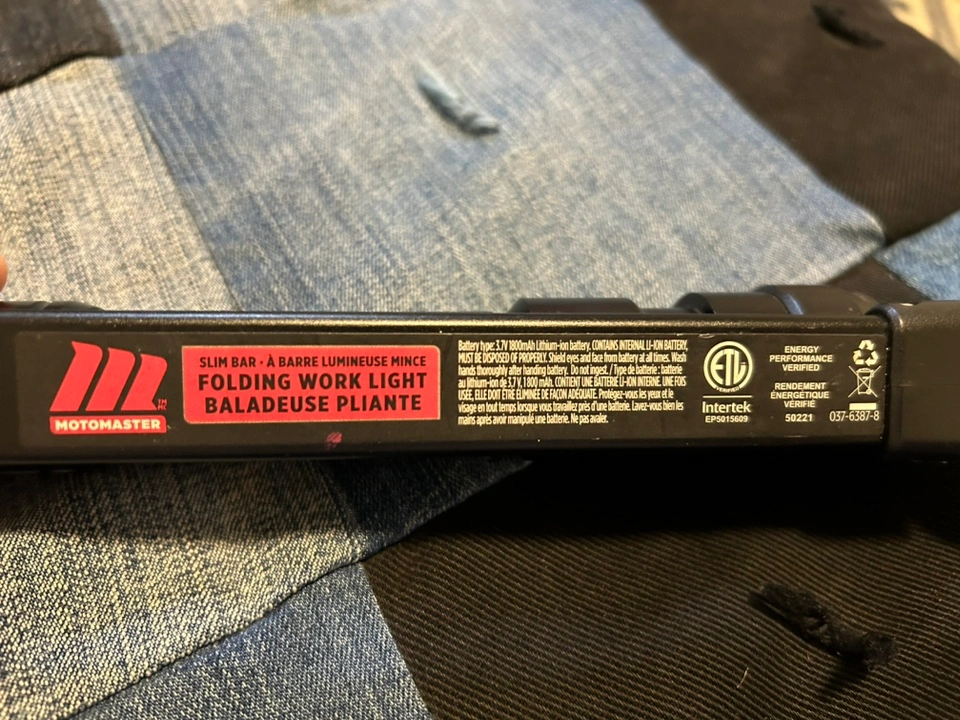 MOTOMASTER
TM
MC
SLIM BAR • À BARRE LUMINEUSE MINCE
FOLDING WORK LIGHT
BALADEUSE PLIANTE
Battery type: 3.7V 1800mAh Lithium-ion battery. CONTAINS INTERNAL LI-ION BATTERY,
MUST BE DISPOSED OF PROPERLY. Shield eyes and face from battery at all times. Wash
hands thoroughly after handing battery. Do not ingest. / Type de batterie : batterie
au lithium-ion de 3,7 V, 1 800 mAh. CONTIENT UNE BATTERIE LI-ION INTERNE. UNE FOIS
USÉE, ELLE DOIT ÊTRE ÉLIMINÉE DE FAÇON ADÉQUATE. Protégez-vous les yeux et le
visage en tout temps lorsque vous travaillez près d'une batterie. Lavez-vous bien les
mains après avoir manipulé une batterie. Ne pas avaler.
ETL
VERIFIED
Intertek
EP5015609
ENERGY
PERFORMANCE
VERIFIED
RENDEMENT
ÉNERGÉTIQUE
VÉRIFIÉ
50221
037-6387-8